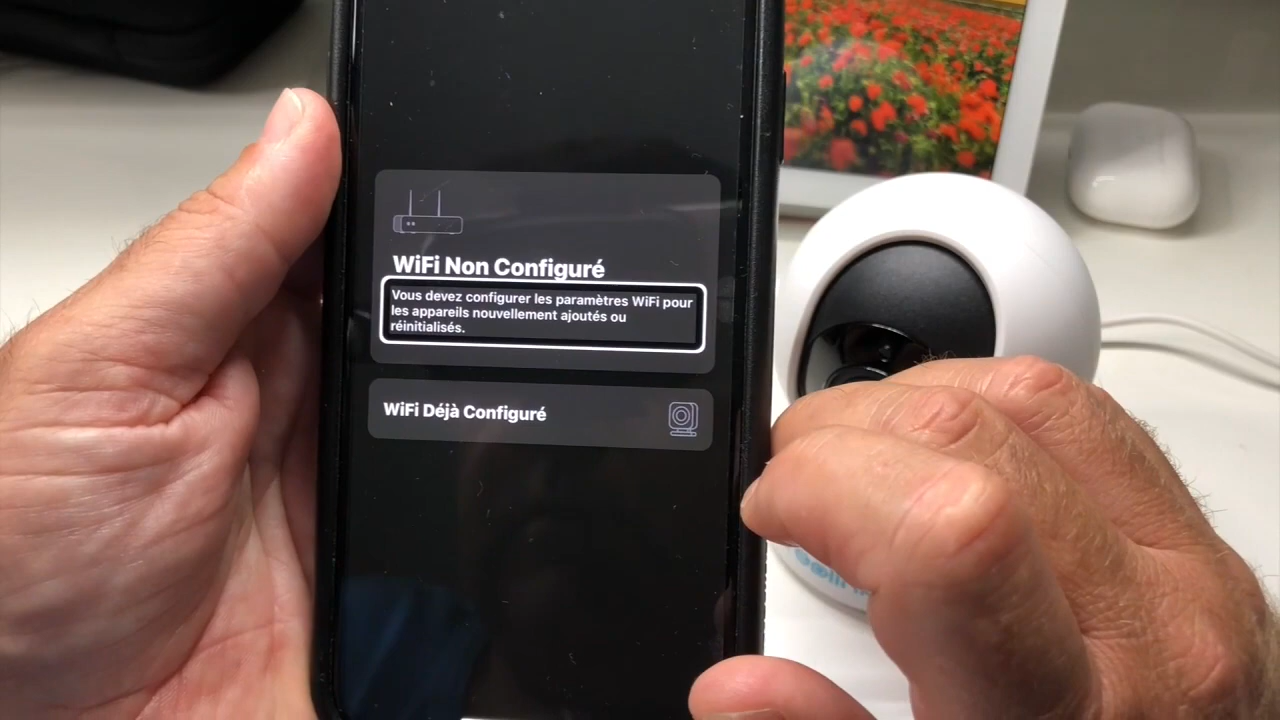 WiFi Non Configuré
Vous devez configurer les paramètres WiFi pour
les appareils nouvellement ajoutés ou
réinitialisés.
WiFi Déjà Configuré